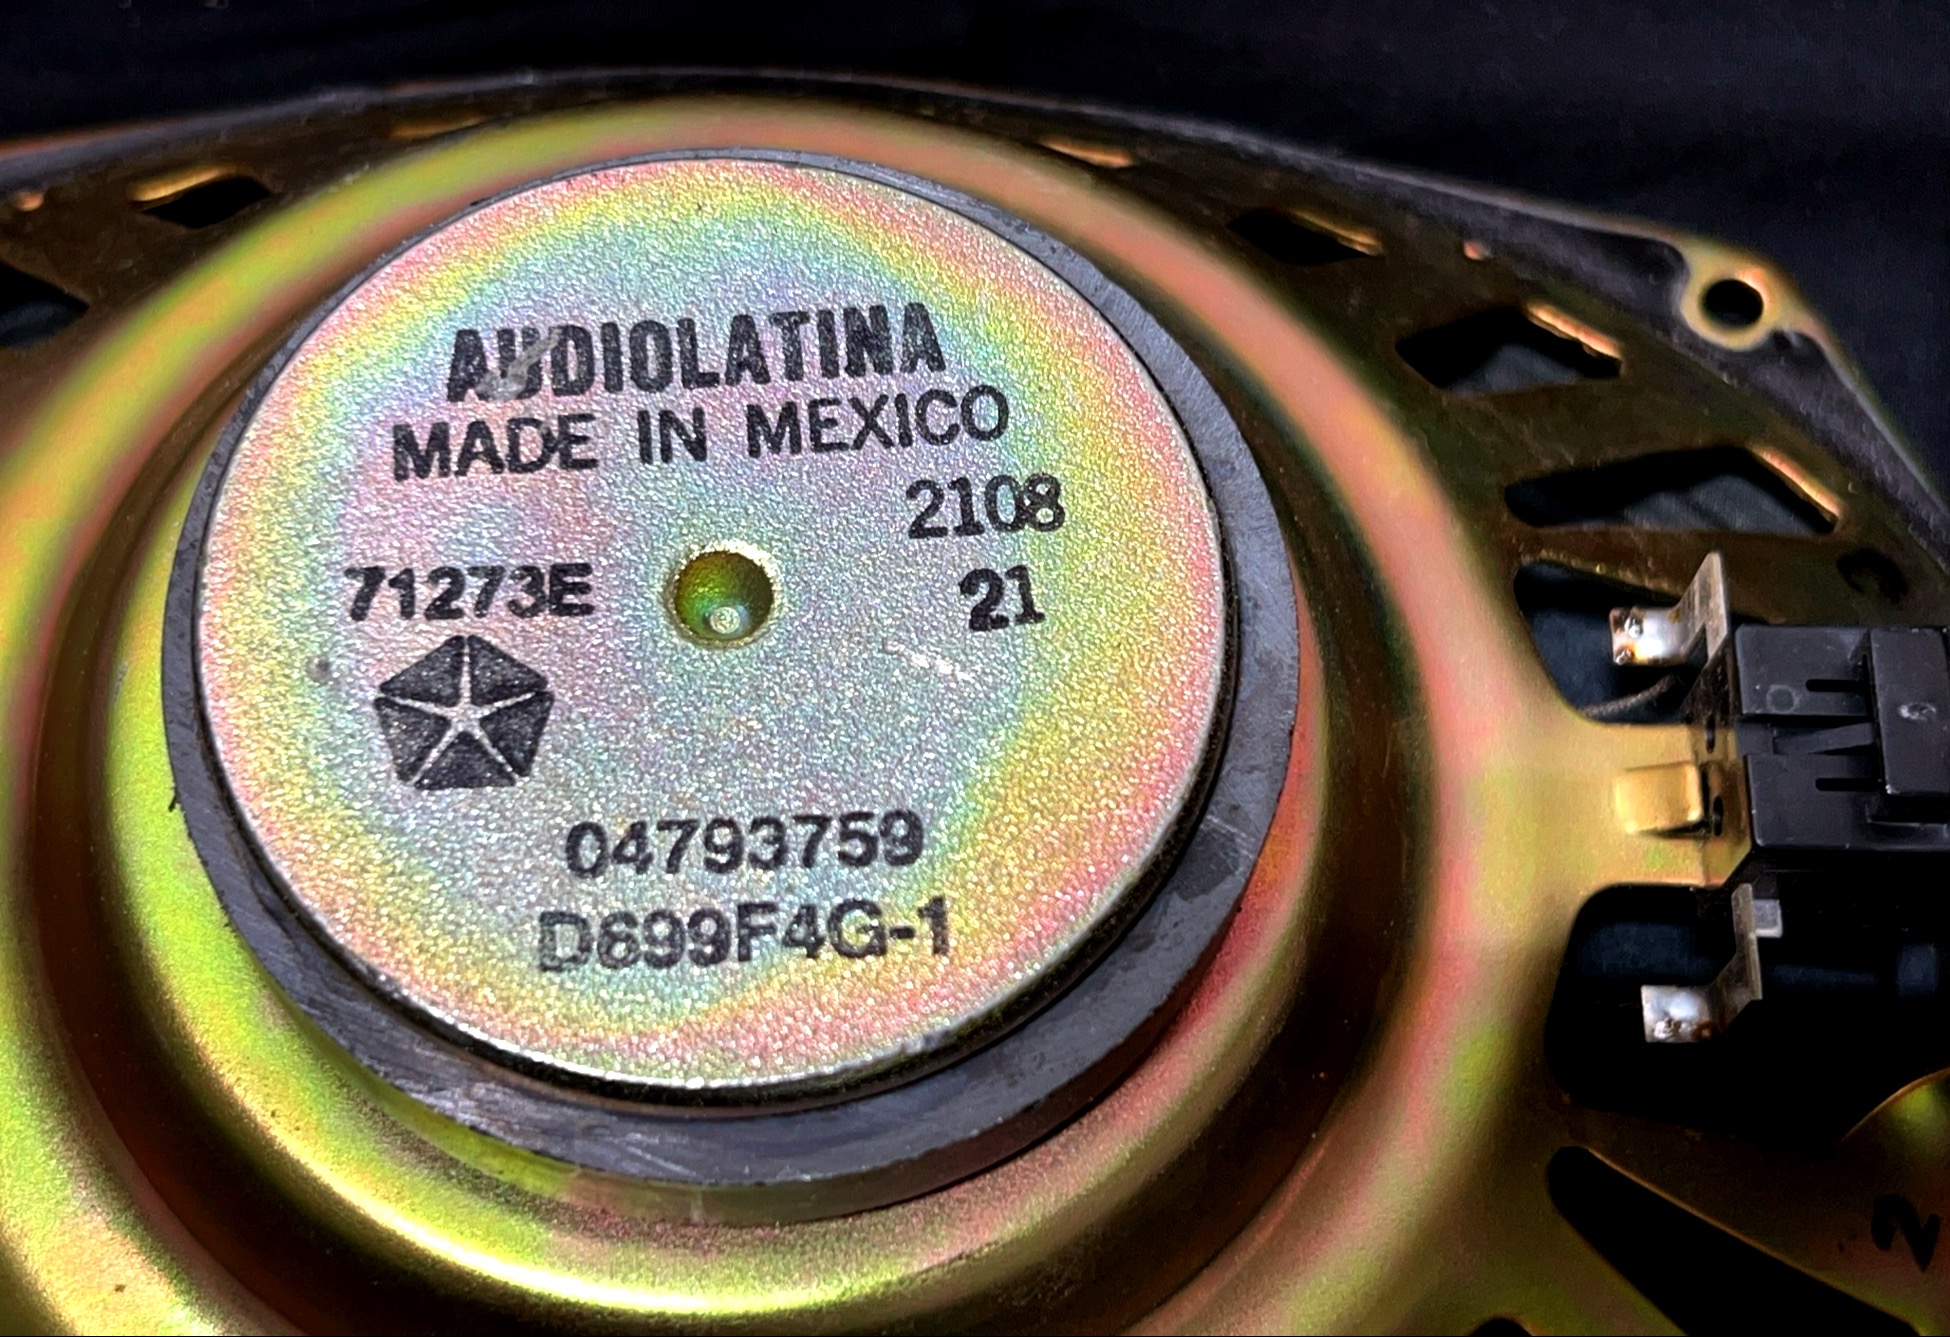 AUDIOLATINA
MADE IN MEXICO
2108
71273E
21
04793759
D699F4G-1